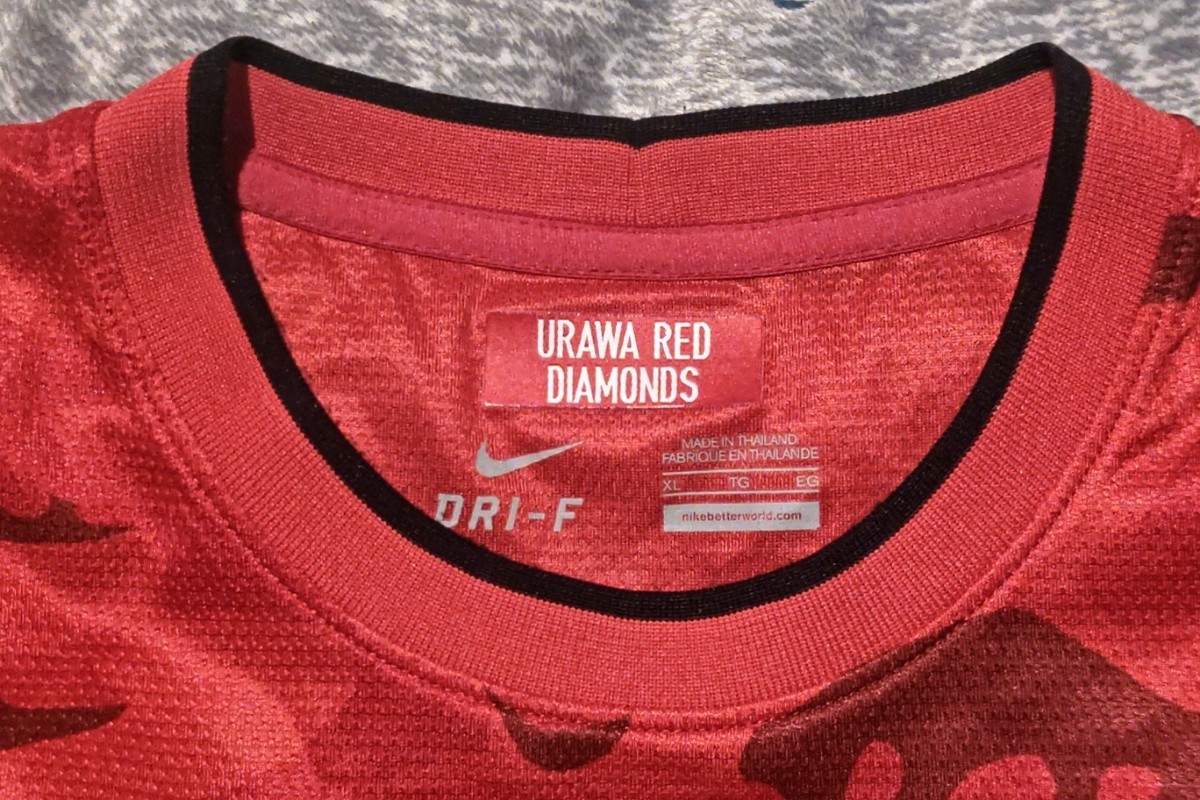 URAWA RED
DIAMONDS
DRI-F
MADE IN THAILAND
FABRIQUE EN THAILANDE
XL TG EG
nikebetterworld.com